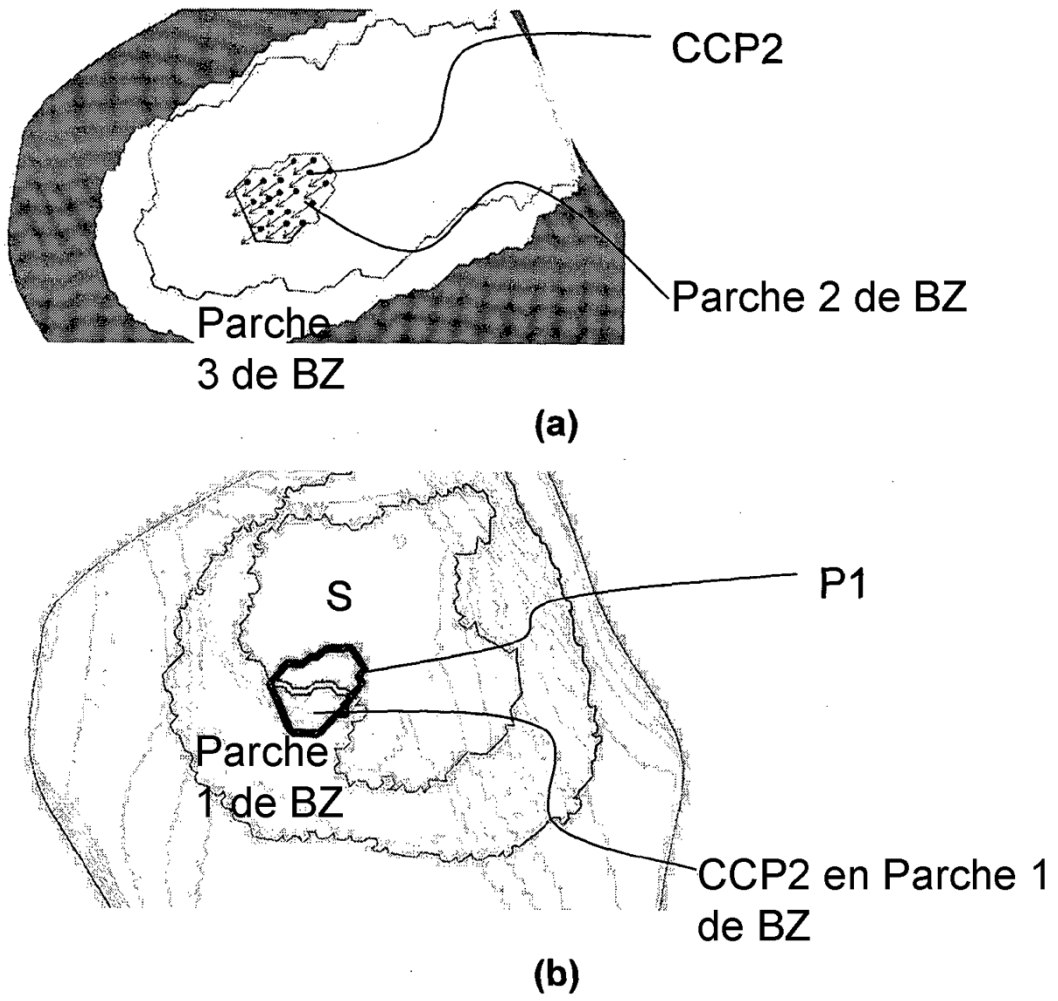 CCP2
Parche 2 de BZ
Parche
3 de BZ
(a)
S
P1
Parche
1 de BZ
CCP2 en Parche 1
de BZ
(b)